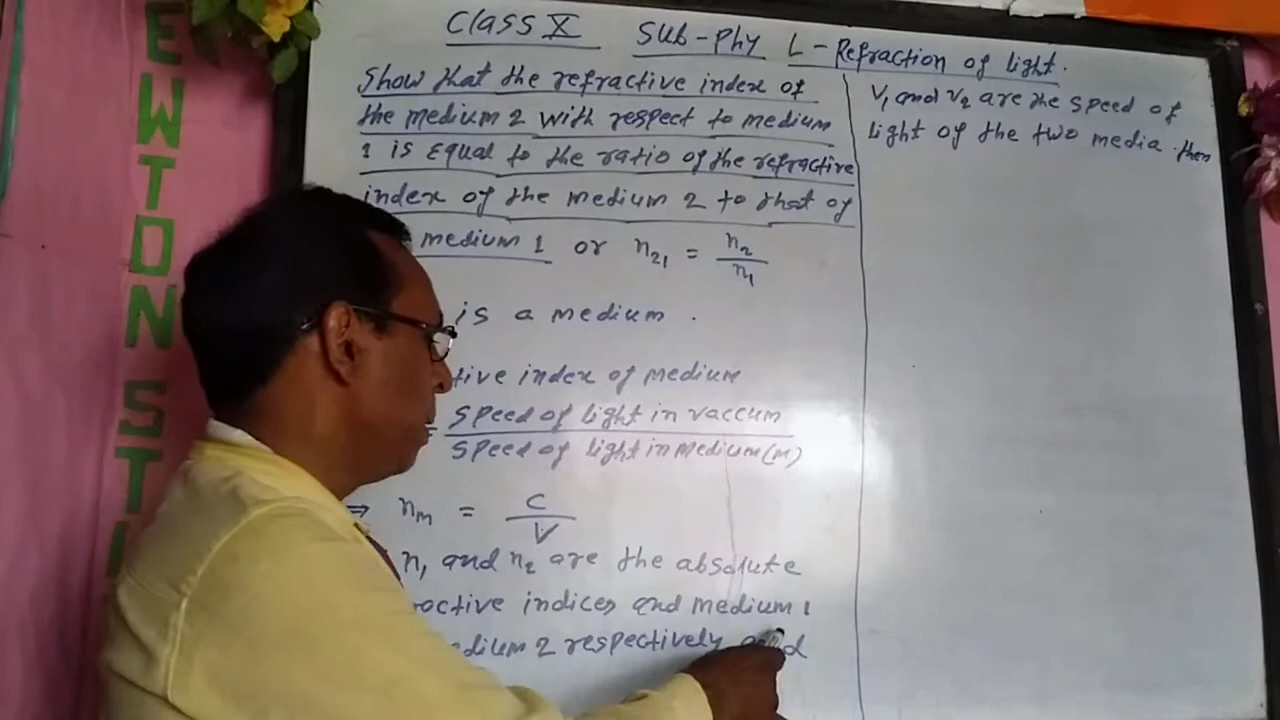 EWTON STI
Class X Sub-Phy L-Refraction of light.
Show that the refractive index of
the medium 2 with respect to medium
1 is equal to the ratio of the refractive
index of the medium 2 to that of
medium 1 or n₂₁ = n₂/n₁
is a medium.
tive index of medium
= Speed of light in vaccum / Speed of light in medium(m)
⇒ nₘ = C/V
n₁ and n₂ are the absolute
active indices and medium 1
edium 2 respectively and
V₁ and V₂ are the speed of
light of the two media. then